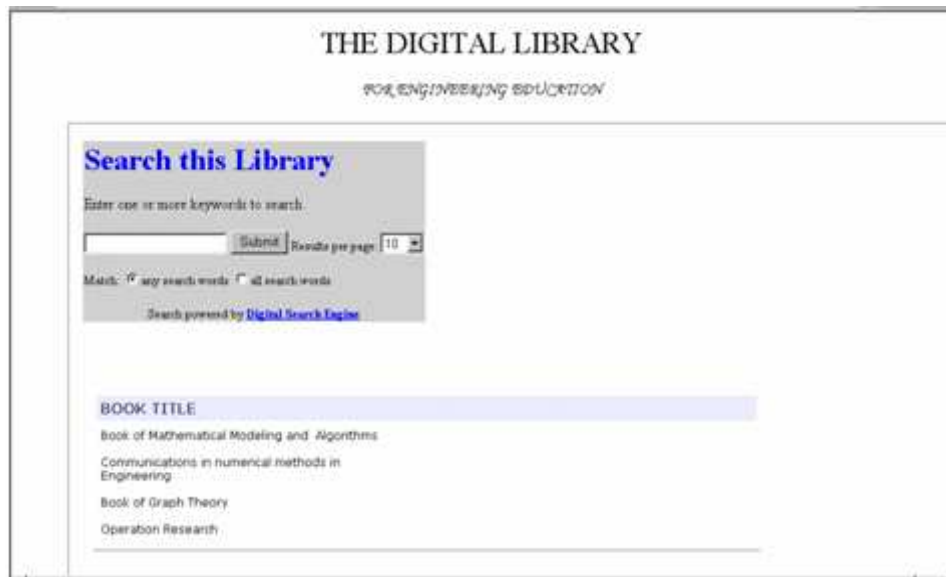 THE DIGITAL LIBRARY
FOR ENGINEERING EDUCATION
Search this Library
Enter one or more keywords to search.
Submit Results per page: 10
Match: any search words all search words
Search powered by Digital Search Engine
BOOK TITLE
Book of Mathematical Modeling and Algorithms
Communications in numerical methods in
Engineering
Book of Graph Theory
Operation Research